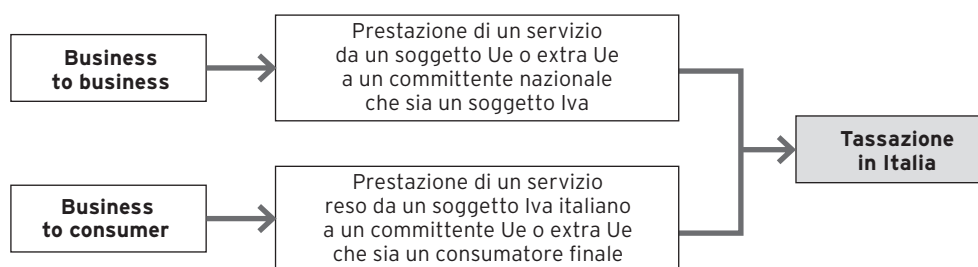 Business
to business
Prestazione di un servizio
da un soggetto Ue o extra Ue
a un committente nazionale
che sia un soggetto Iva
Business
to consumer
Prestazione di un servizio
reso da un soggetto Iva italiano
a un committente Ue o extra Ue
che sia un consumatore finale
Tassazione
in Italia